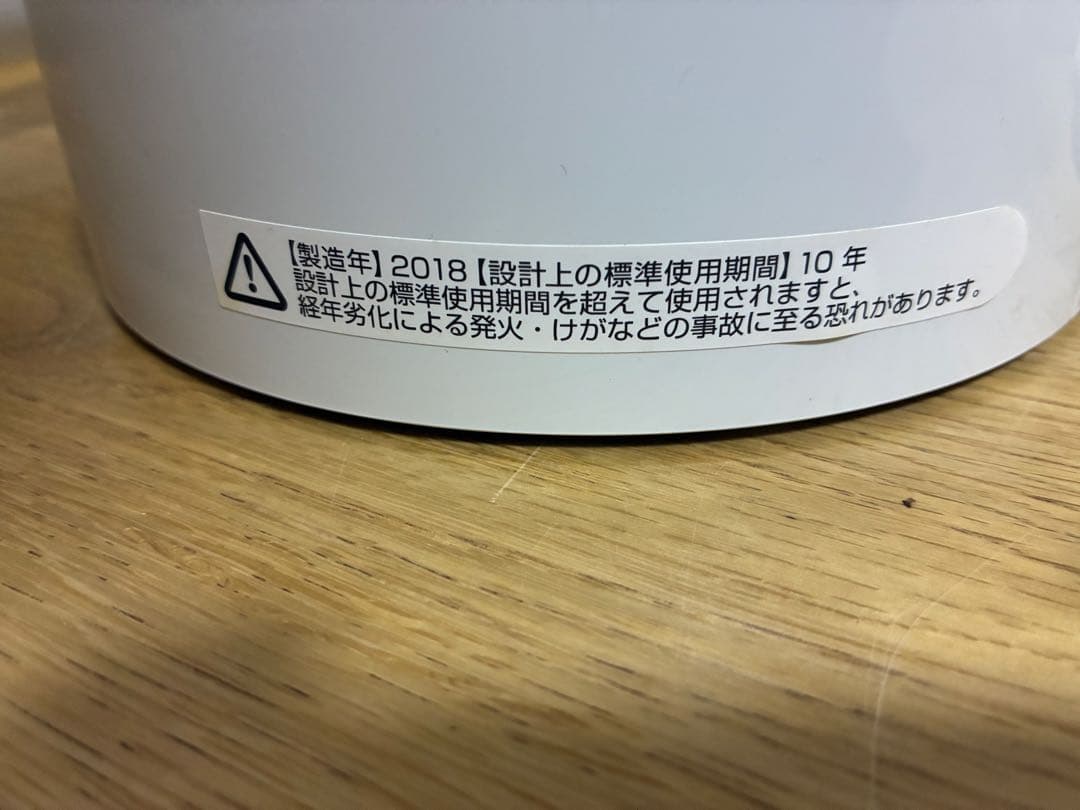 【製造年】2018【設計上の標準使用期間】10年
設計上の標準使用期間を超えて使用されますと、
経年劣化による発火・けがなどの事故に至る恐れがあります。